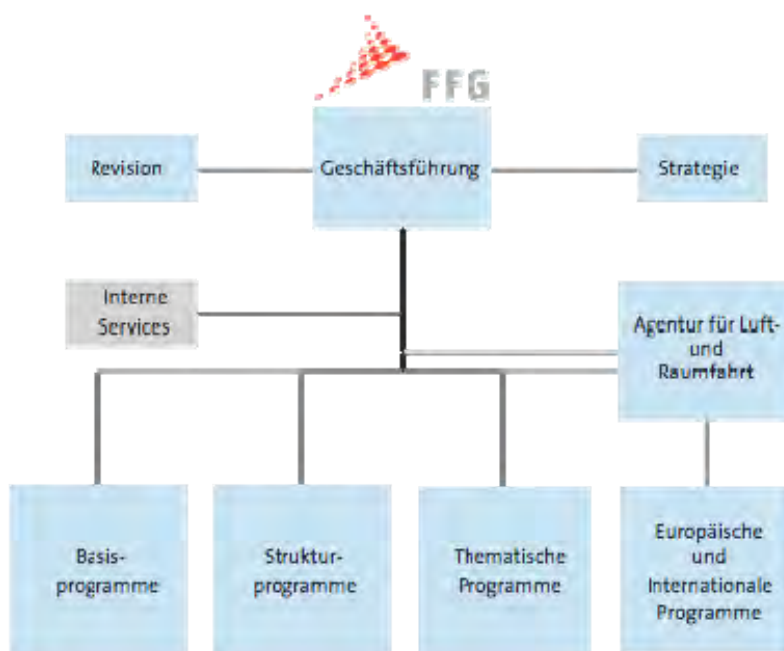 FFG
Revision
Geschäftsführung
Strategie
Interne
Services
Agentur für Luft-
und
Raumfahrt
Basis-
programme
Struktur-
programme
Thematische
Programme
Europäische
und
Internationale
Programme